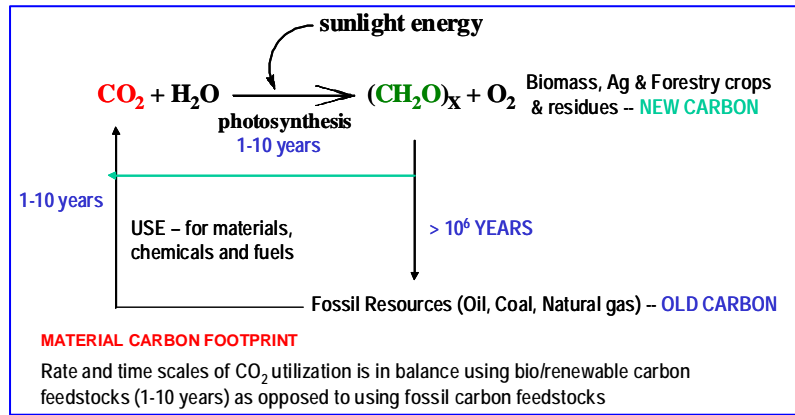 sunlight energy
CO₂ + H₂O (CH₂O)ₓ + O₂
Biomass, Ag & Forestry crops
& residues -- NEW CARBON
photosynthesis
1-10 years
1-10 years
USE – for materials,
chemicals and fuels
> 10⁶ YEARS
Fossil Resources (Oil, Coal, Natural gas) -- OLD CARBON
MATERIAL CARBON FOOTPRINT
Rate and time scales of CO₂ utilization is in balance using bio/renewable carbon
feedstocks (1-10 years) as opposed to using fossil carbon feedstocks